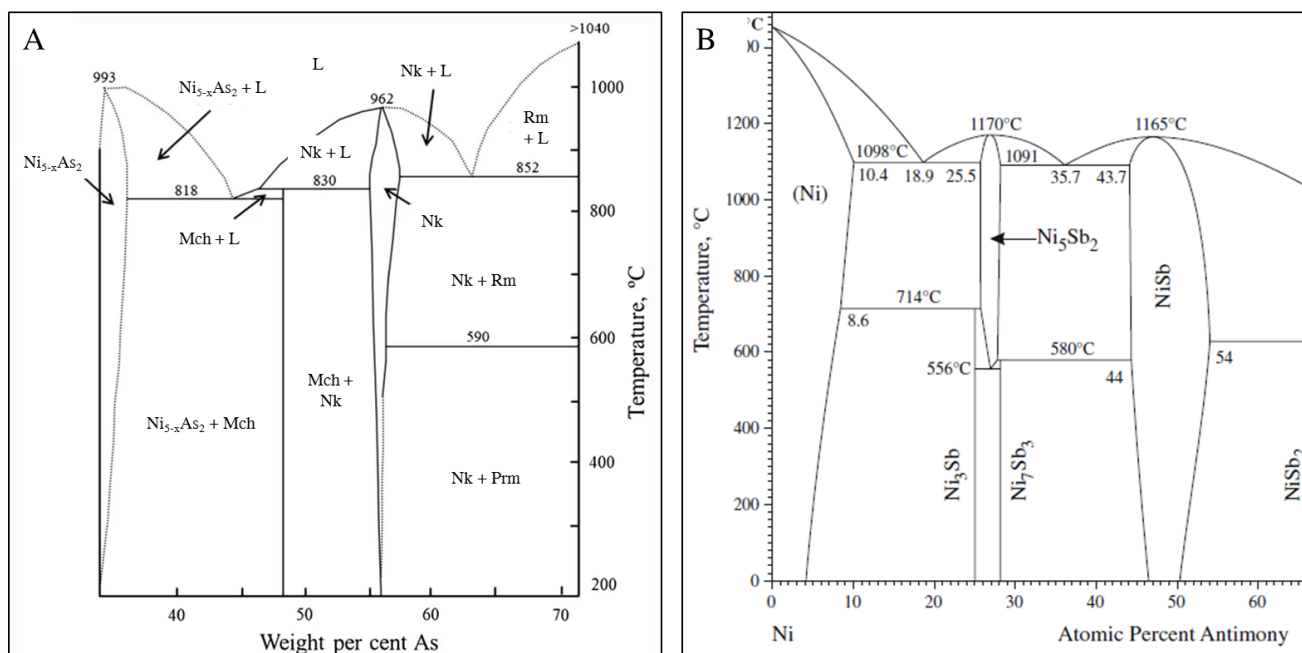 A
>1040
L
993
Ni5-xAs2 + L
Nk + L
1000
962
Rm
+ L
Ni5-xAs2
Nk + L
852
818
830
800
Mch + L
Nk
Nk + Rm
600
590
Temperature, ºC
Mch +
Nk
Ni5-xAs2 + Mch
Nk + Prm
400
200
40
50
60
70
Weight per cent As
B
°C
1200
1170°C
1165°C
1098°C
1091
10.4
18.9
25.5
35.7
43.7
(Ni)
1000
Ni5Sb2
Temperature, °C
800
NiSb
714°C
8.6
600
580°C
556°C
44
54
400
Ni3Sb
Ni7Sb3
NiSb2
200
0
0
10
20
30
40
50
60
Ni
Atomic Percent Antimony